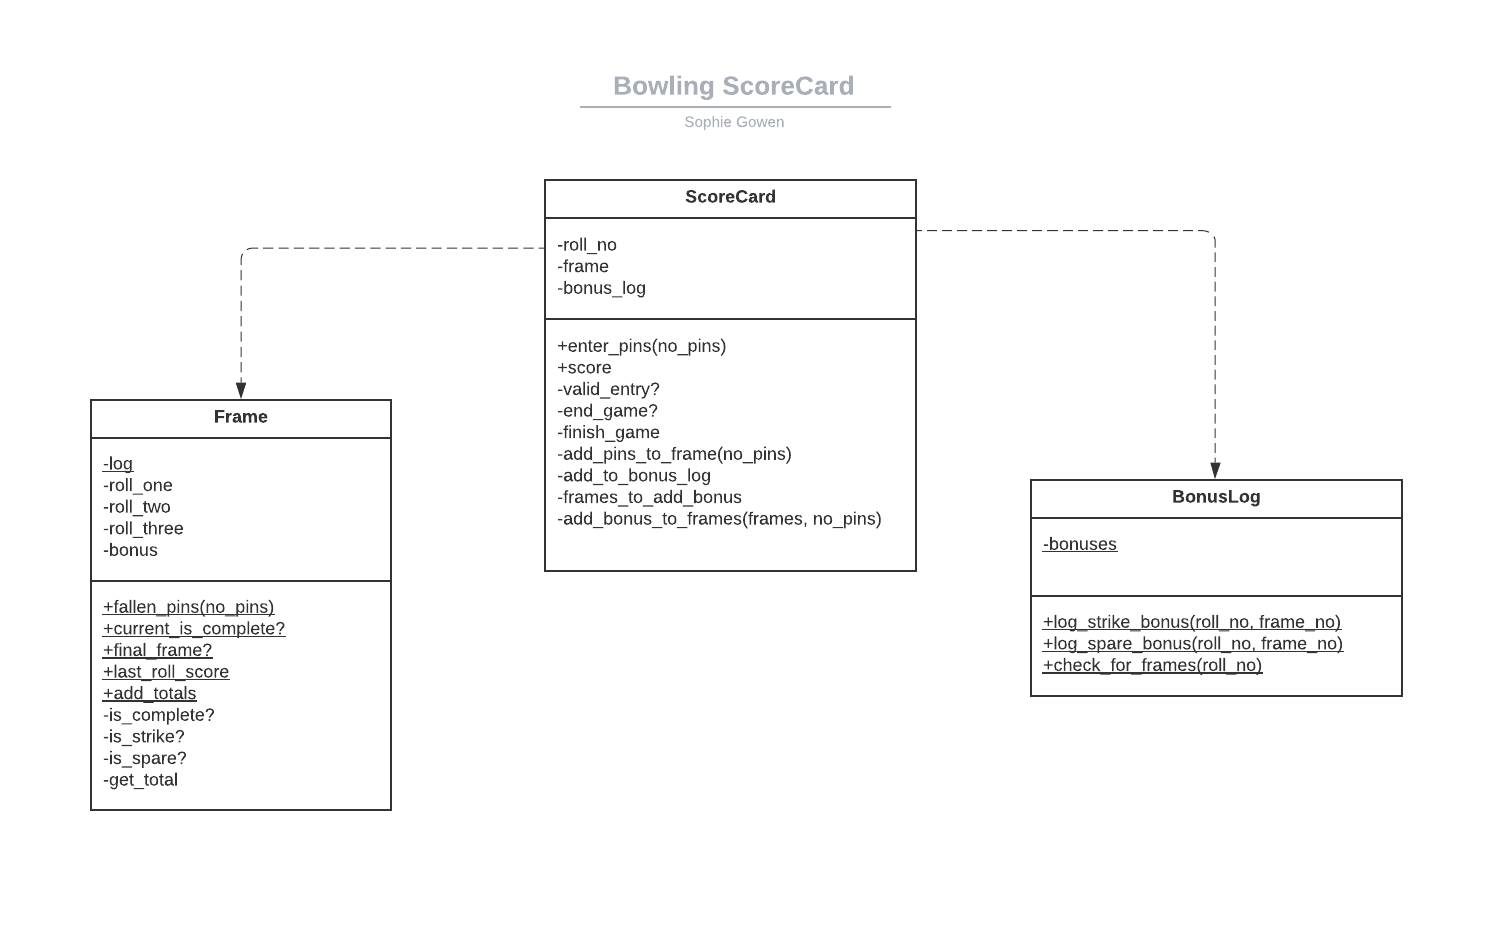 Bowling ScoreCard
Sophie Gowen
ScoreCard
-roll_no
-frame
-bonus_log
+enter_pins(no_pins)
+score
-valid_entry?
-end_game?
-finish_game
-add_pins_to_frame(no_pins)
-add_to_bonus_log
-frames_to_add_bonus
-add_bonus_to_frames(frames, no_pins)
Frame
-log
-roll_one
-roll_two
-roll_three
-bonus
+fallen_pins(no_pins)
+current_is_complete?
+final_frame?
+last_roll_score
+add_totals
-is_complete?
-is_strike?
-is_spare?
-get_total
BonusLog
-bonuses
+log_strike_bonus(roll_no, frame_no)
+log_spare_bonus(roll_no, frame_no)
+check_for_frames(roll_no)